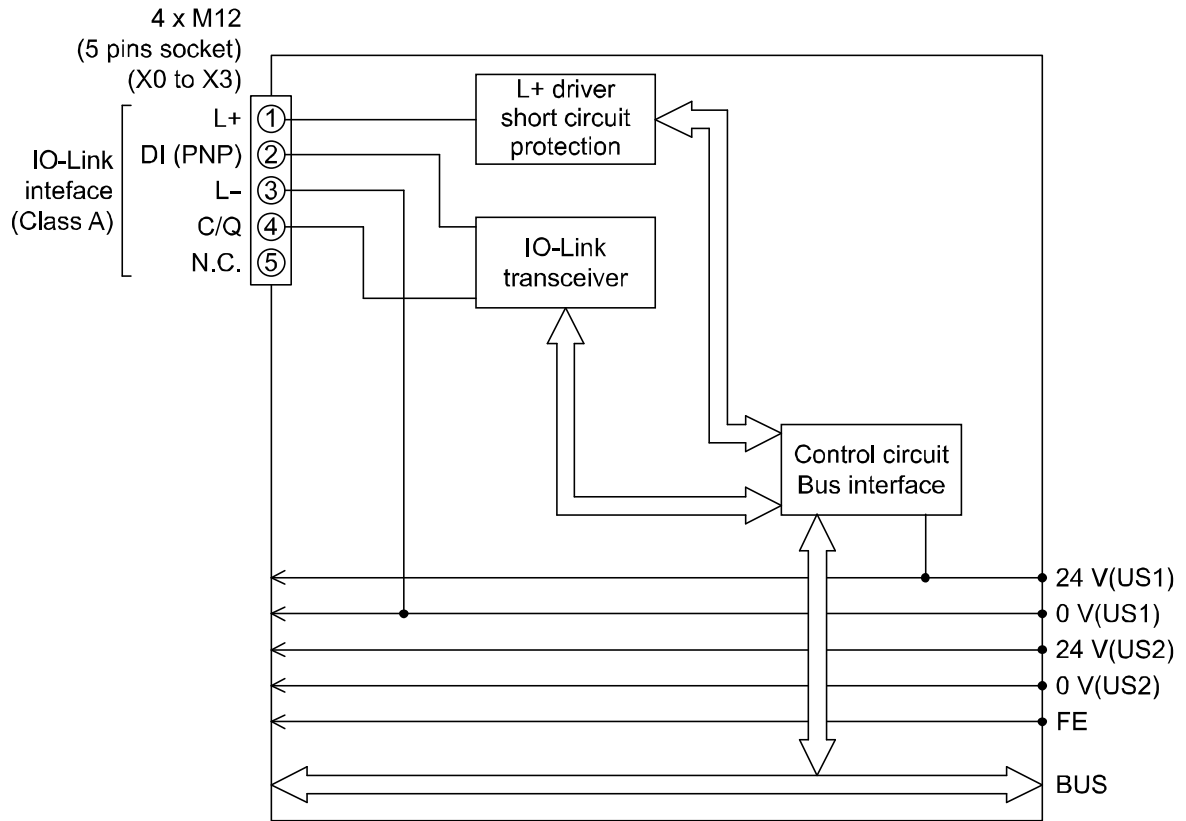 4 x M12
(5 pins socket)
(X0 to X3)
IO-Link
inteface
(Class A)
L+ ①
DI (PNP) ②
L− ③
C/Q ④
N.C. ⑤
L+ driver
short circuit
protection
IO-Link
transceiver
Control circuit
Bus interface
24 V(US1)
0 V(US1)
24 V(US2)
0 V(US2)
FE
BUS